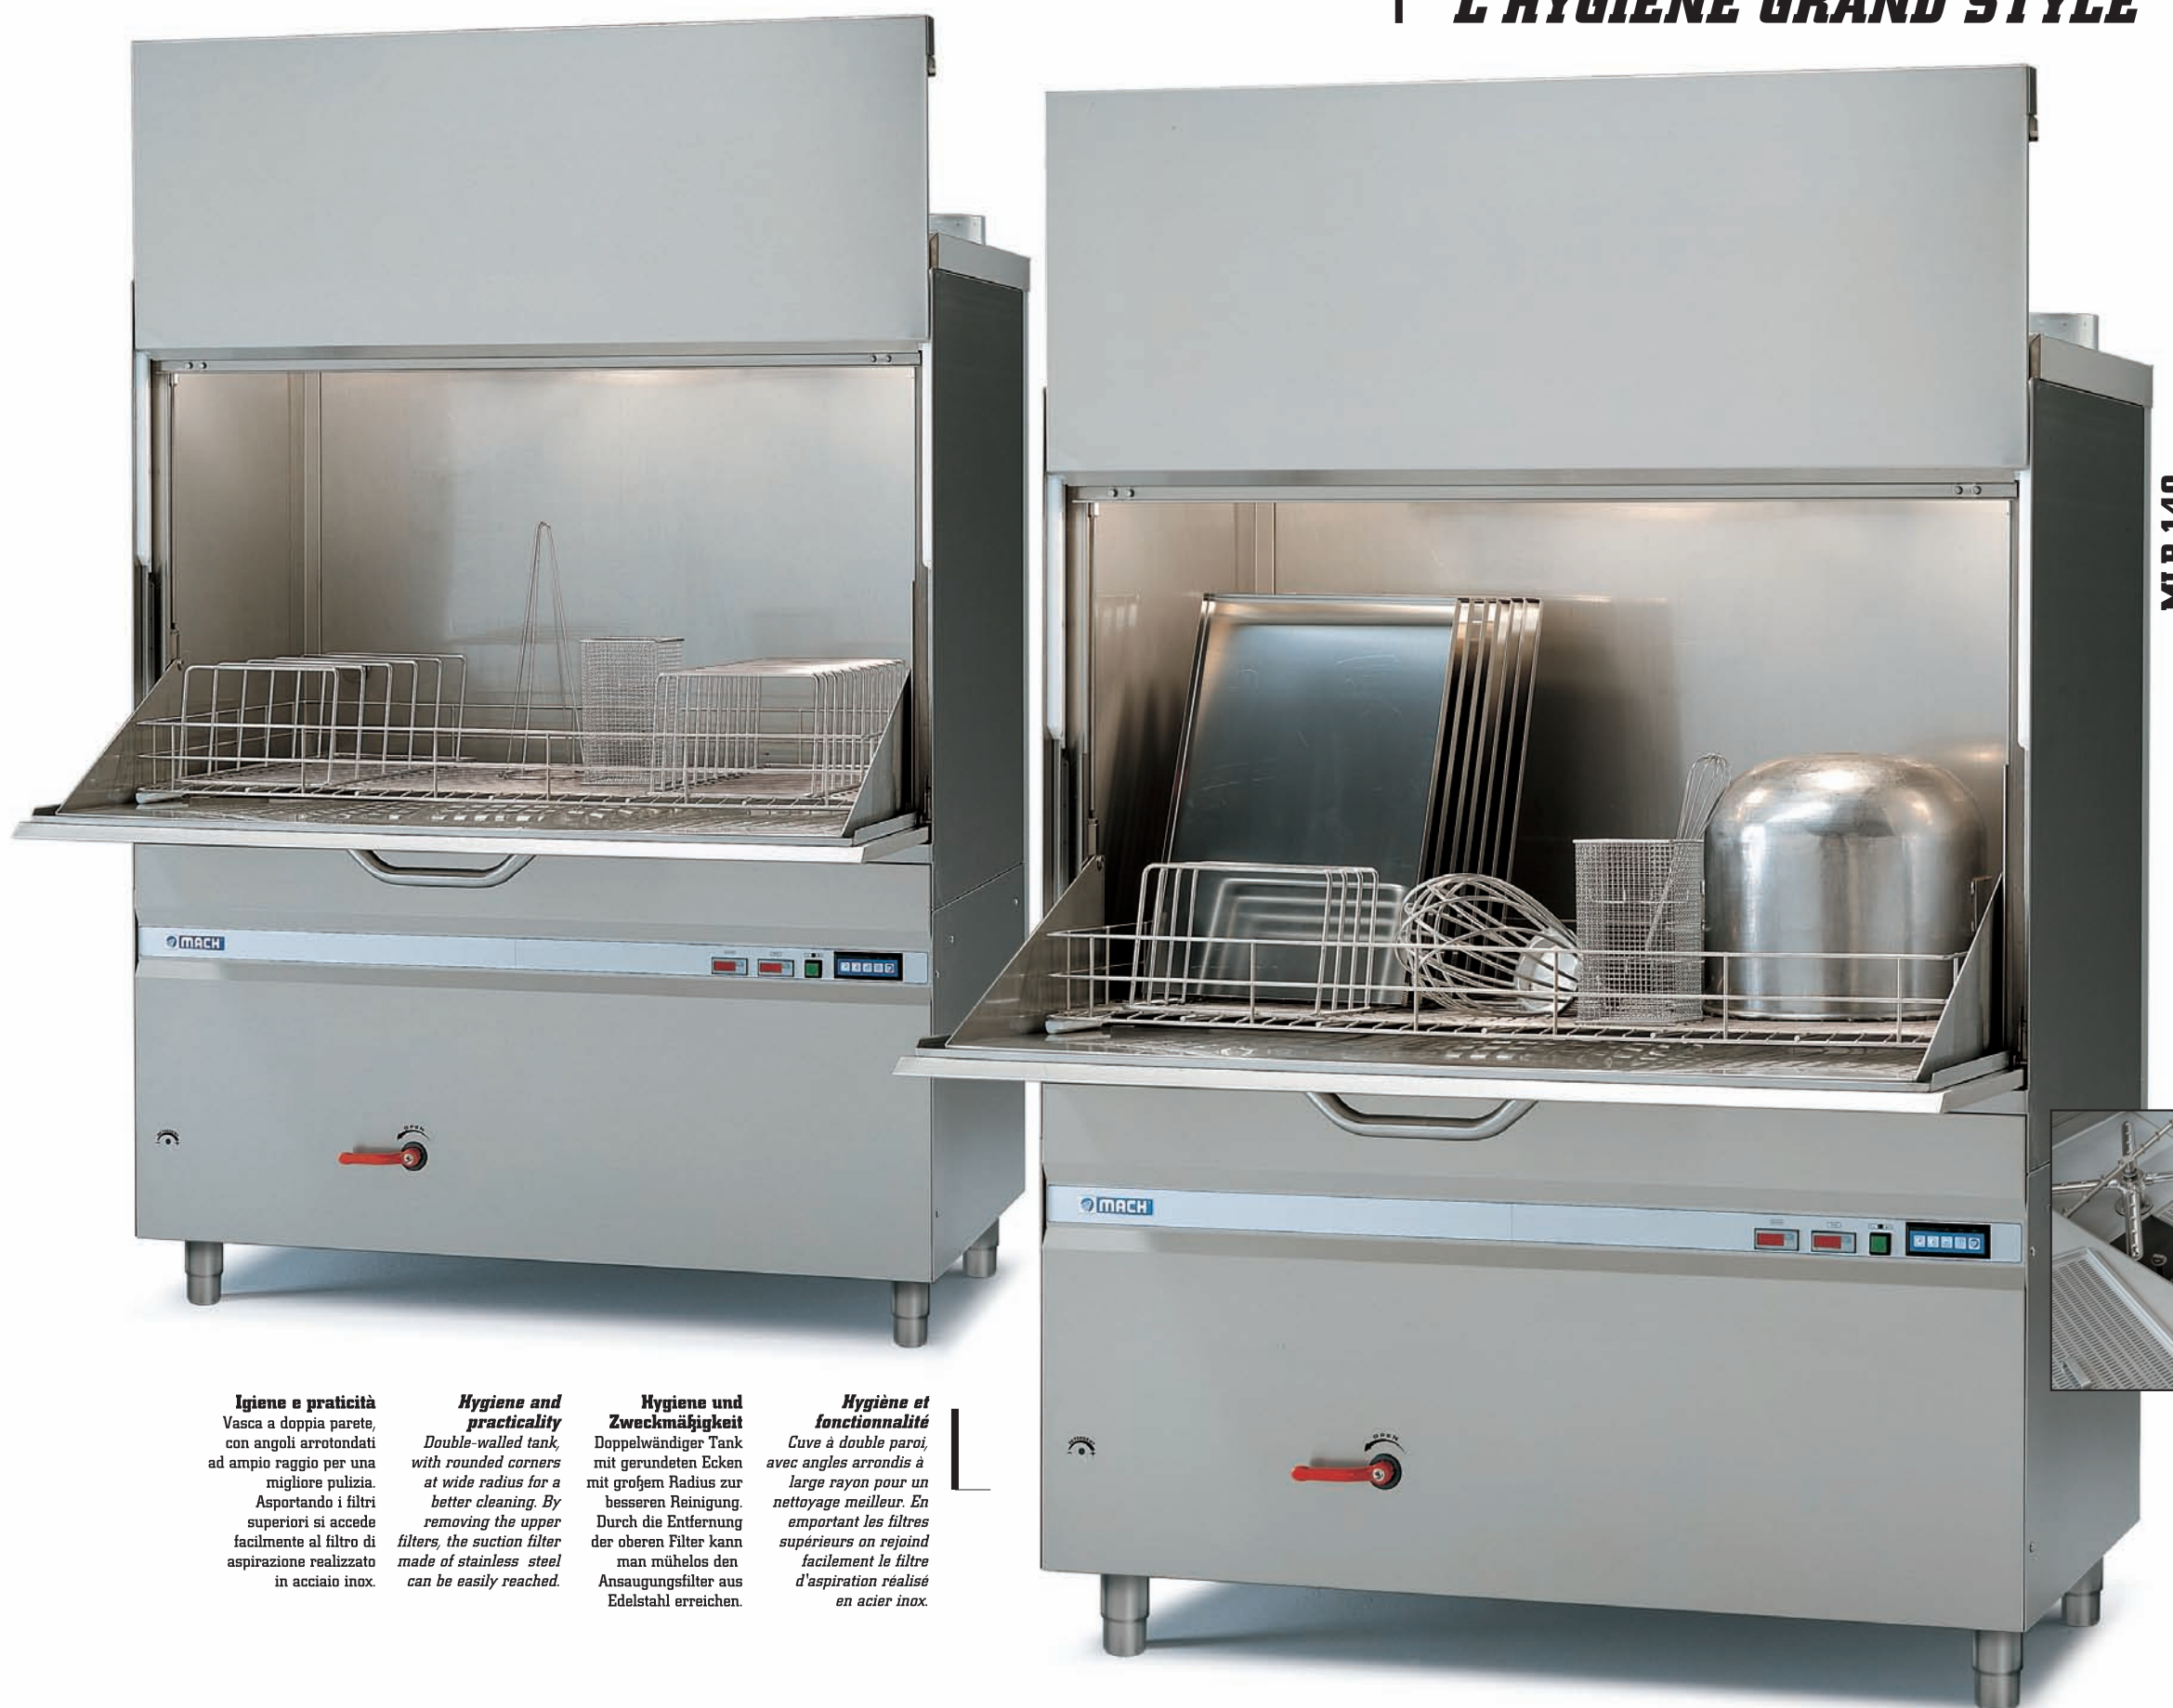 L'HYGIÈNE GRAND STYLE
MACH
OPEN
MACH
OPEN
Igiene e praticità
Vasca a doppia parete,
con angoli arrotondati
ad ampio raggio per una
migliore pulizia.
Asportando i filtri
superiori si accede
facilmente al filtro di
aspirazione realizzato
in acciaio inox.
Hygiene and
practicality
Double-walled tank,
with rounded corners
at wide radius for a
better cleaning. By
removing the upper
filters, the suction filter
made of stainless steel
can be easily reached.
Hygiene und
Zweckmäßigkeit
Doppelwändiger Tank
mit gerundeten Ecken
mit großem Radius zur
besseren Reinigung.
Durch die Entfernung
der oberen Filter kann
man mühelos den
Ansaugungsfilter aus
Edelstahl erreichen.
Hygiène et
fonctionnalité
Cuve à double paroi,
avec angles arrondis à
large rayon pour un
nettoyage meilleur. En
emportant les filtres
supérieurs on rejoind
facilement le filtre
d'aspiration réalisé
en acier inox.